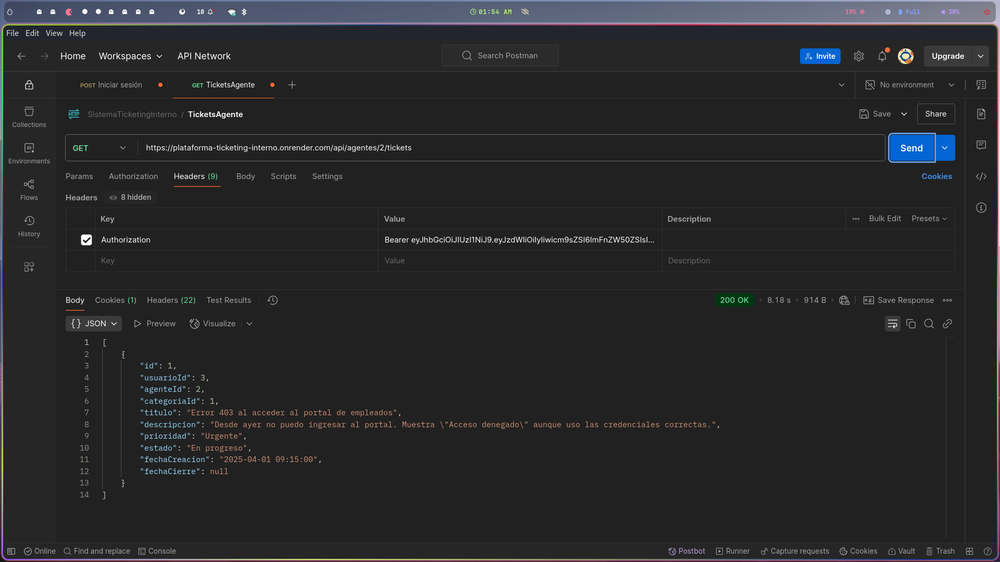 10
01:54 AM
19%
Full
30%
File Edit View Help
Home Workspaces API Network
Search Postman
Invite
Upgrade
POST Iniciar sesión
GET TicketsAgente
No environment
HTTP SistemaTicketingInterno / TicketsAgente
Save
Share
GET https://plataforma-ticketing-interno.onrender.com/api/agentes/2/tickets
Send
Collections
Environments
Flows
History
Params Authorization Headers (9) Body Scripts Settings
Cookies
Headers 8 hidden
Key Value Description Bulk Edit Presets
Authorization Bearer eyJhbGciOiJIUzI1NiJ9.eyJzdWIiOiIyIiwicm9sZSI6ImFnZW50ZSIsI...
Key Value Description
Body Cookies (1) Headers (22) Test Results
200 OK • 8.18 s • 914 B
e.g. Save Response
{} JSON Preview Visualize
1 [
2 {
3 "id": 1,
4 "usuarioId": 3,
5 "agenteId": 2,
6 "categoriaId": 1,
7 "titulo": "Error 403 al acceder al portal de empleados",
8 "descripcion": "Desde ayer no puedo ingresar al portal. Muestra \"Acceso denegado\" aunque uso las credenciales correctas.",
9 "prioridad": "Urgente",
10 "estado": "En progreso",
11 "fechaCreacion": "2025-04-01 09:15:00",
12 "fechaCierre": null
13 }
14 ]
Online Find and replace Console
Postbot Runner Capture requests Cookies Vault Trash